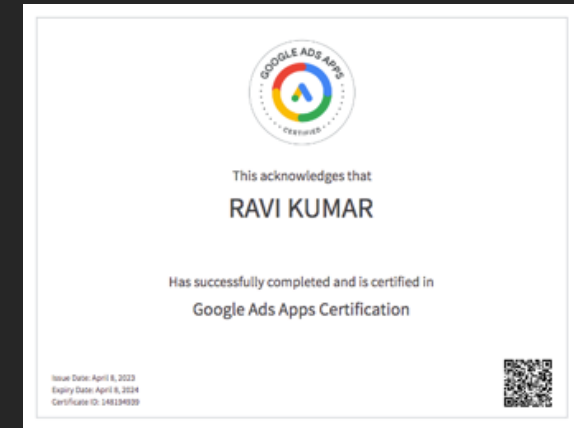 GOOGLE ADS APPS
CERTIFIED
This acknowledges that
RAVI KUMAR
Has successfully completed and is certified in
Google Ads Apps Certification
Issue Date: April 8, 2023
Expiry Date: April 8, 2024
Certificate ID: 148194939